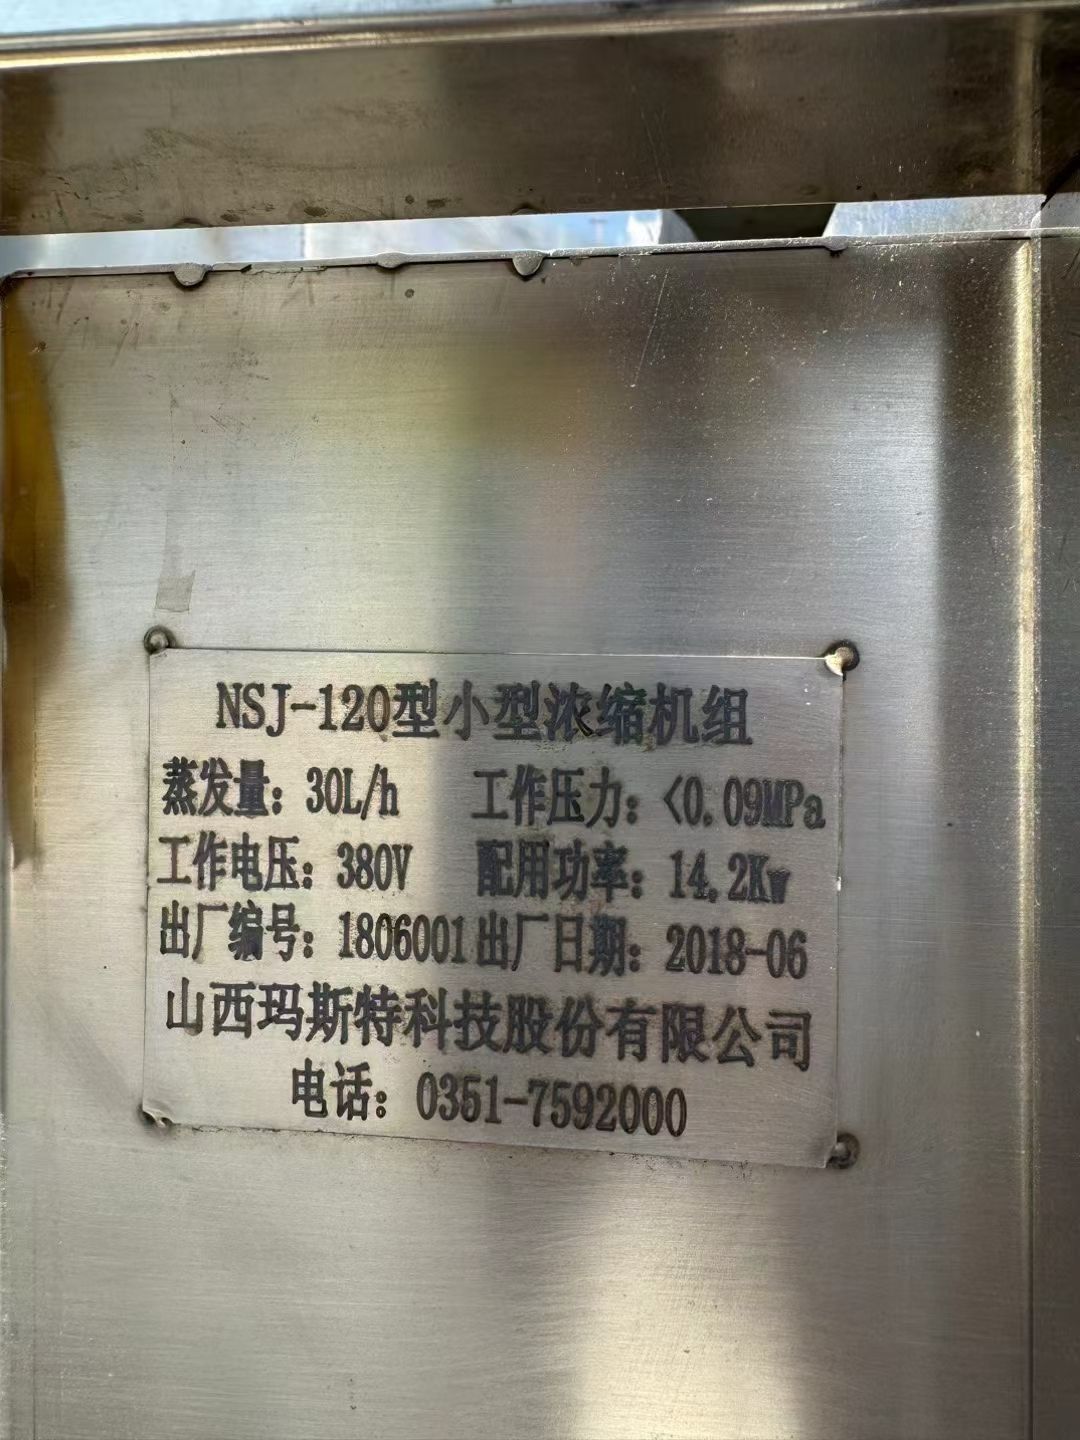 NSJ-120型小型浓缩机组
蒸发量：30L/h 工作压力：<0.09MPa
工作电压：380V 配用功率：14.2Kw
出厂编号：1806001 出厂日期：2018-06
山西玛斯特科技股份有限公司
电话：0351-7592000